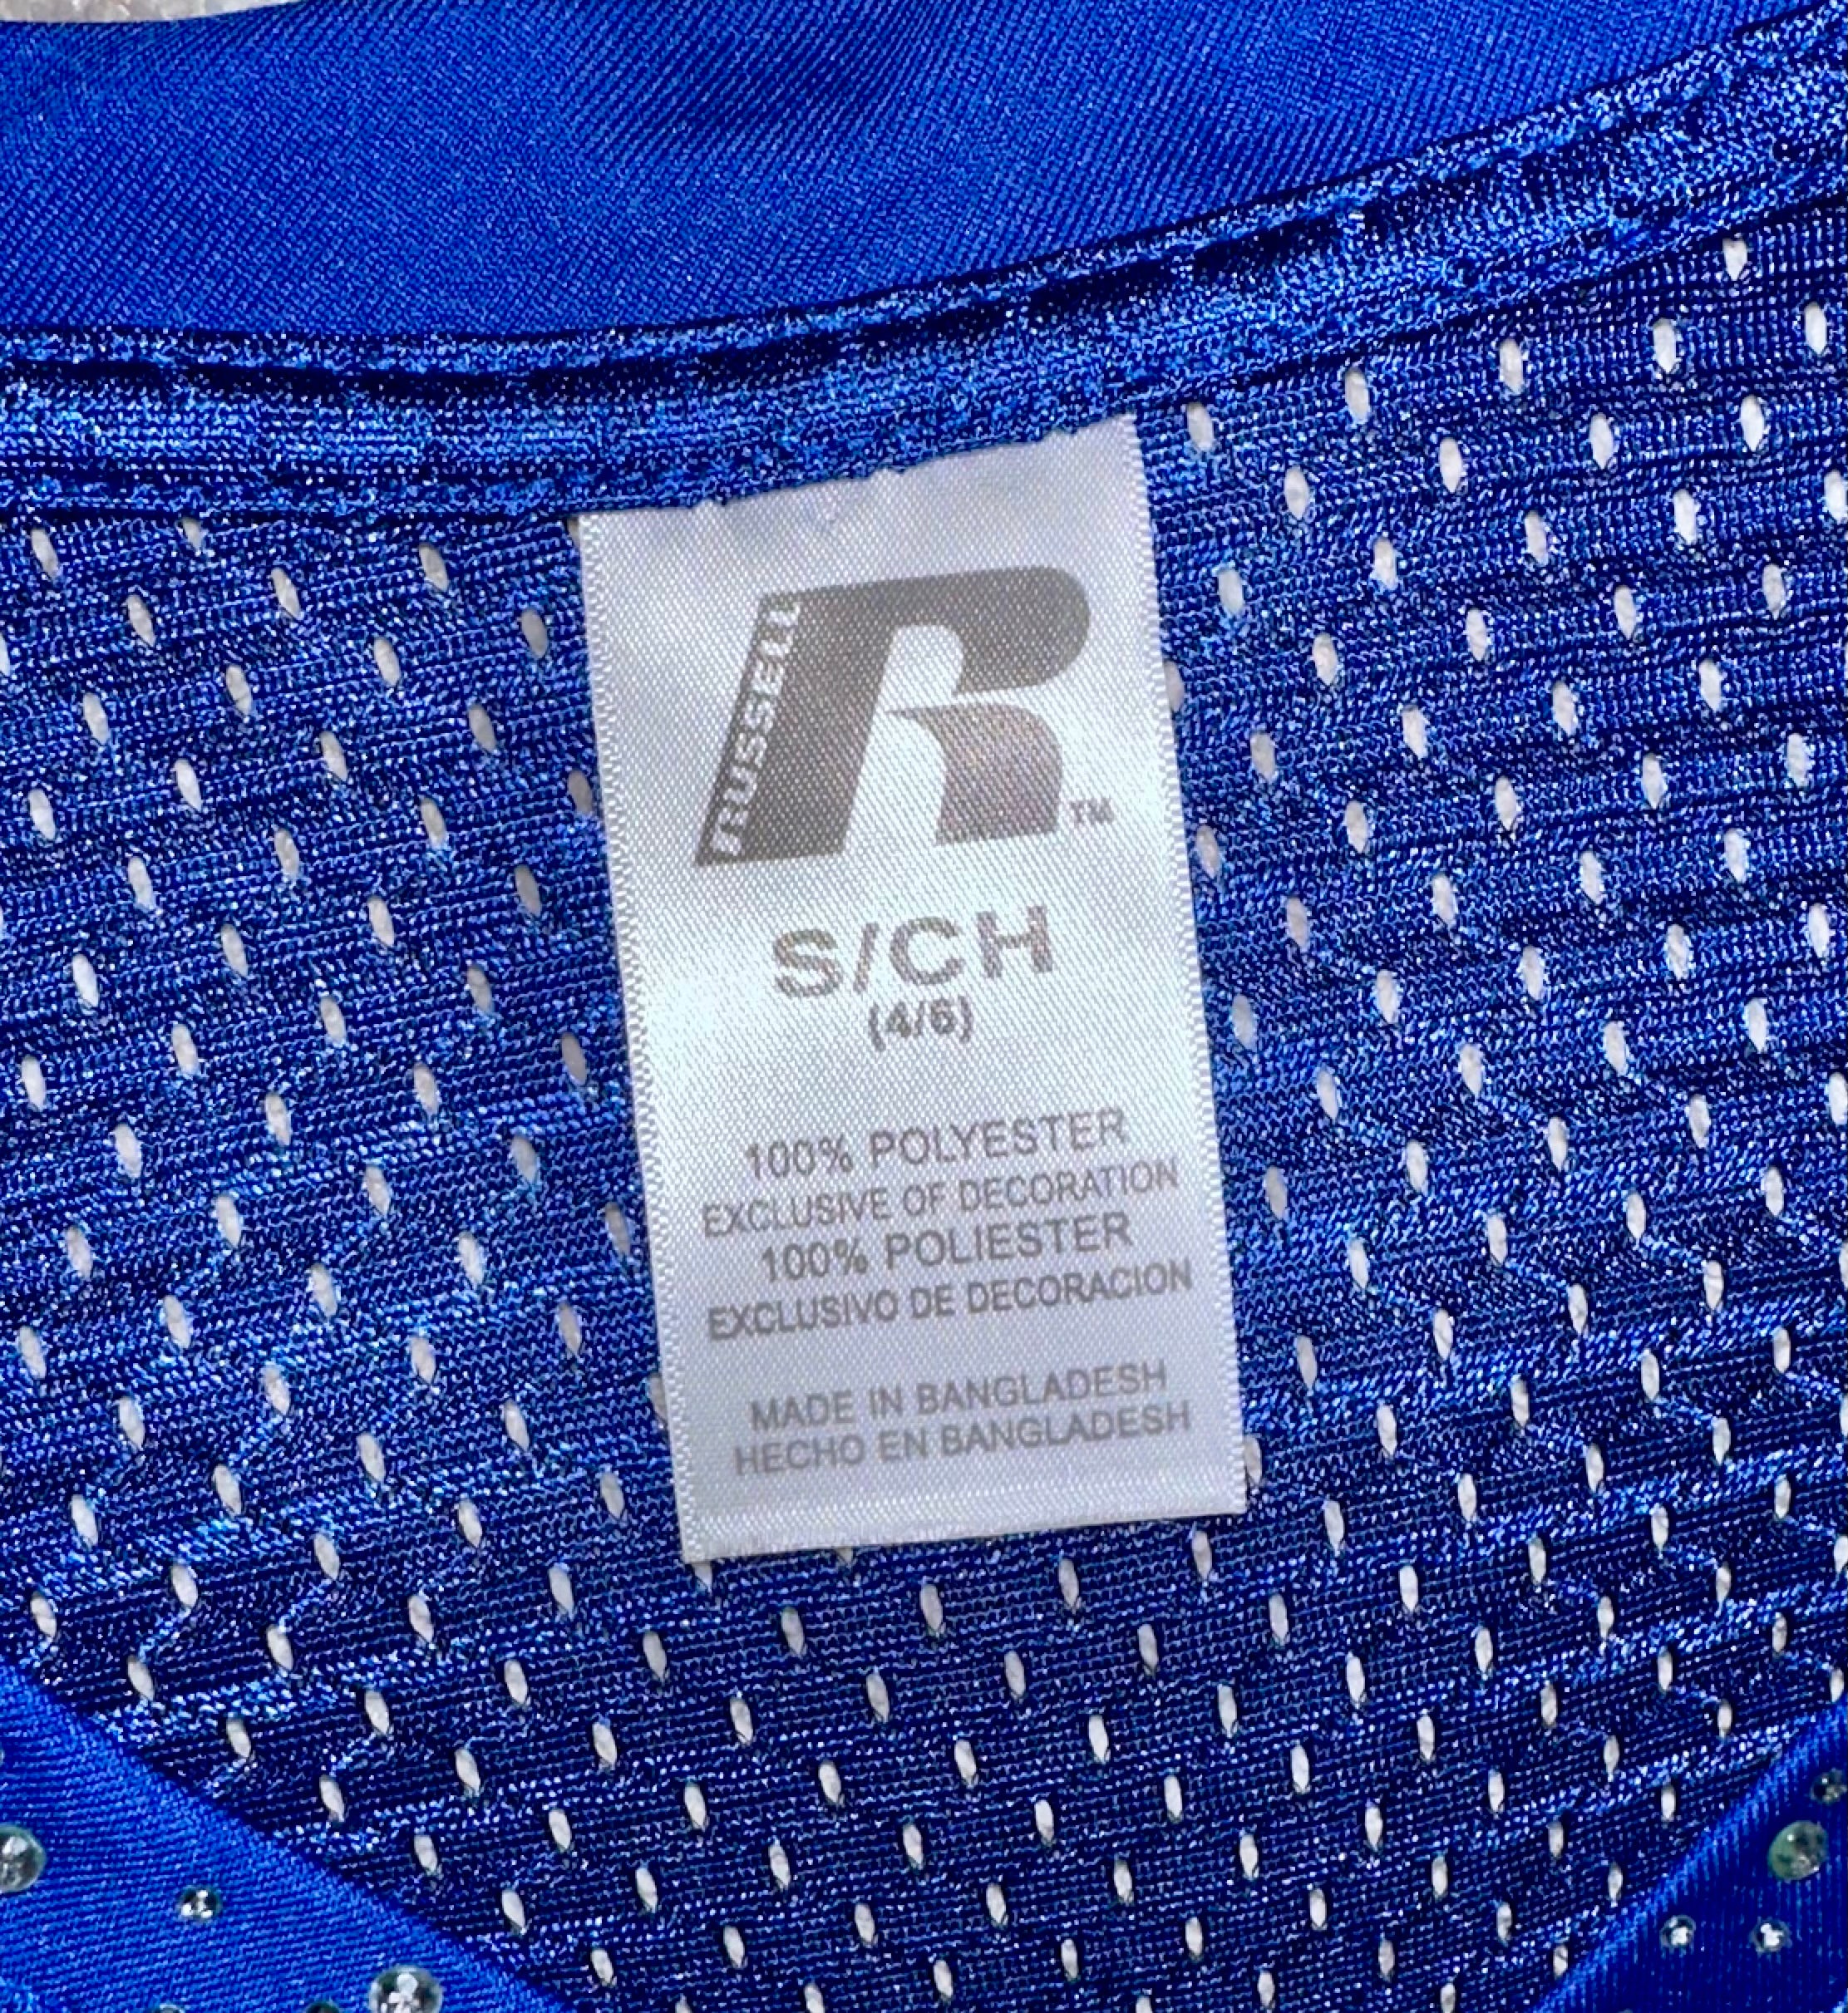 RUSSELL
TM
S/CH
(4/6)
100% POLYESTER
EXCLUSIVE OF DECORATION
100% POLIESTER
EXCLUSIVO DE DECORACION
MADE IN BANGLADESH
HECHO EN BANGLADESH